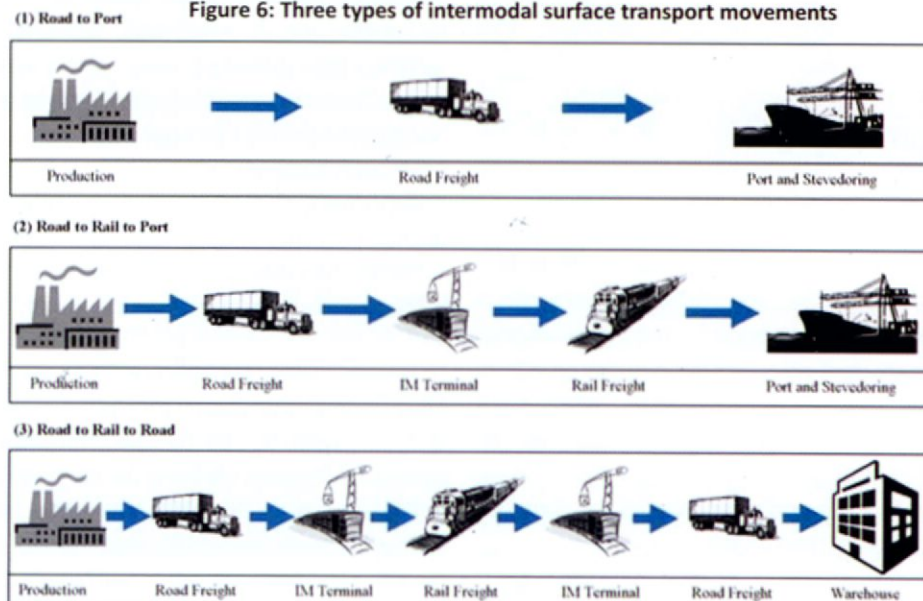 Figure 6: Three types of intermodal surface transport movements
(1) Road to Port
Production Road Freight Port and Stevedoring
(2) Road to Rail to Port
Production Road Freight IM Terminal Rail Freight Port and Stevedoring
(3) Road to Rail to Road
Production Road Freight IM Terminal Rail Freight IM Terminal Road Freight Warehouse